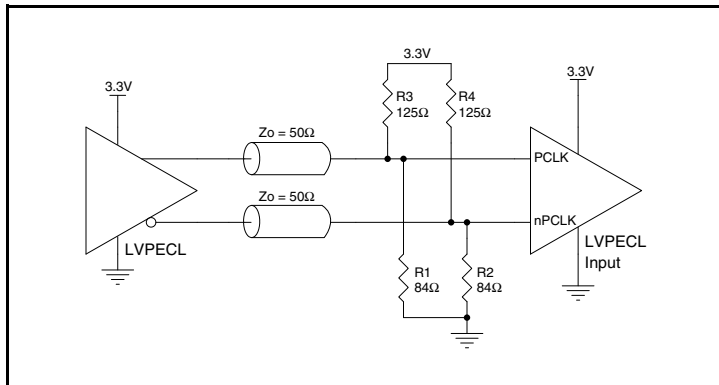 3.3V
3.3V
3.3V
R3
125Ω
R4
125Ω
Zo = 50Ω
PCLK
Zo = 50Ω
nPCLK
LVPECL
LVPECL
Input
R1
84Ω
R2
84Ω